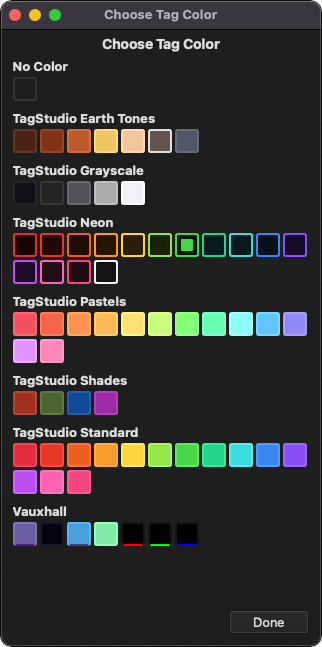 Choose Tag Color
Choose Tag Color
No Color
TagStudio Earth Tones
TagStudio Grayscale
TagStudio Neon
TagStudio Pastels
TagStudio Shades
TagStudio Standard
Vauxhall
Done